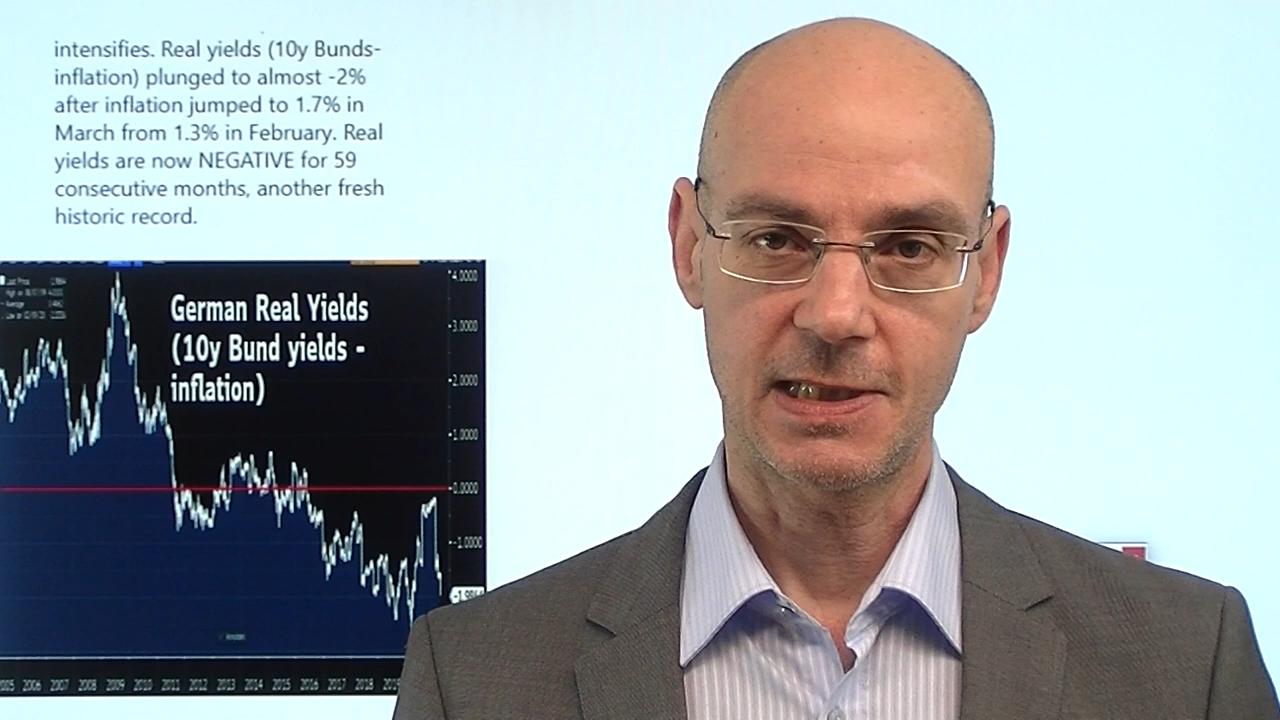 intensifies. Real yields (10y Bunds-
inflation) plunged to almost -2%
after inflation jumped to 1.7% in
March from 1.3% in February. Real
yields are now NEGATIVE for 59
consecutive months, another fresh
historic record.
German Real Yields
(10y Bund yields -
inflation)
4.0000
3.0000
2.0000
1.0000
0.0000
-1.0000
2006 2007 2008 2009 2010 2011 2012 2013 2014 2015 2016 2017 2018